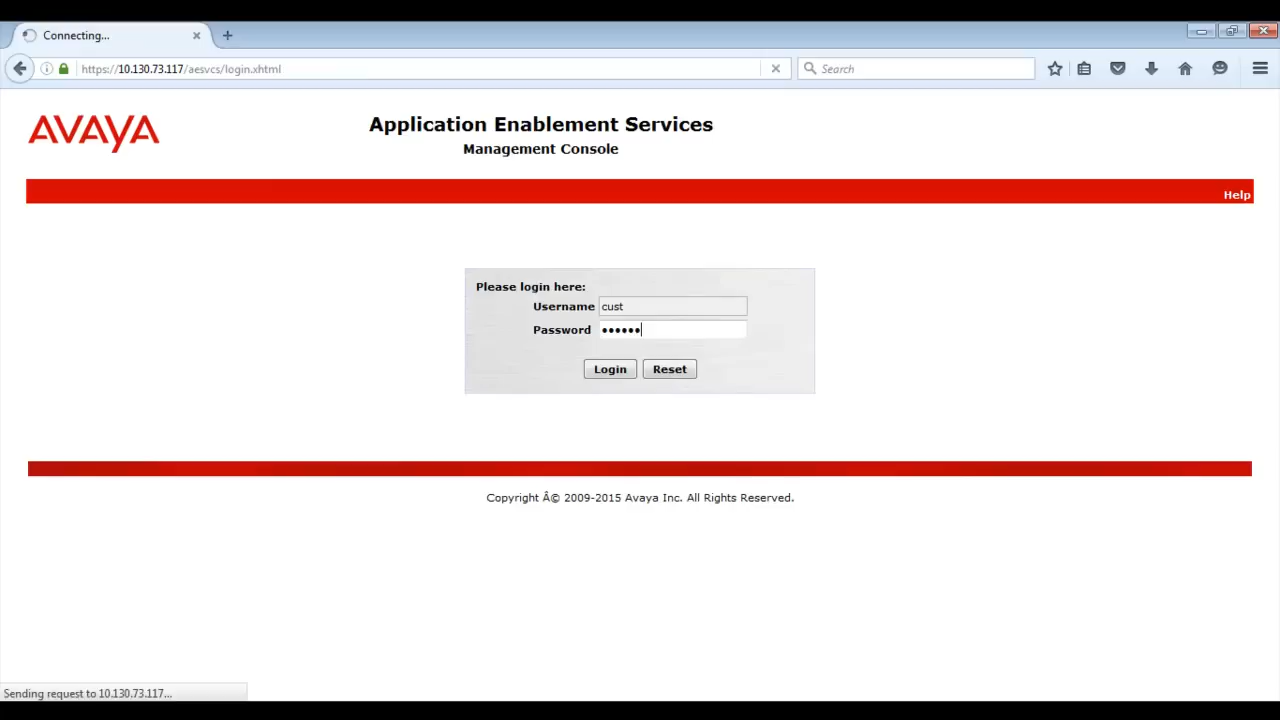 Connecting...
https://10.130.73.117/aesvcs/login.xhtml
Search
AVAYA
Application Enablement Services
Management Console
Help
Please login here:
Username cust
Password ••••••
Login Reset
Copyright Â© 2009-2015 Avaya Inc. All Rights Reserved.
Sending request to 10.130.73.117...